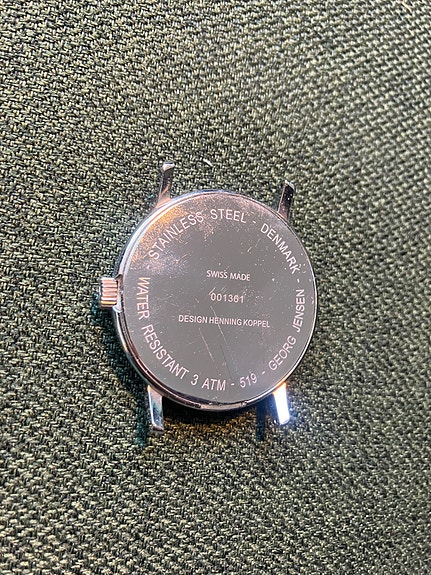 STAINLESS STEEL - DENMARK - GEORG JENSEN - 519 - WATER RESISTANT 3 ATM
SWISS MADE
001361
DESIGN HENNING KOPPEL